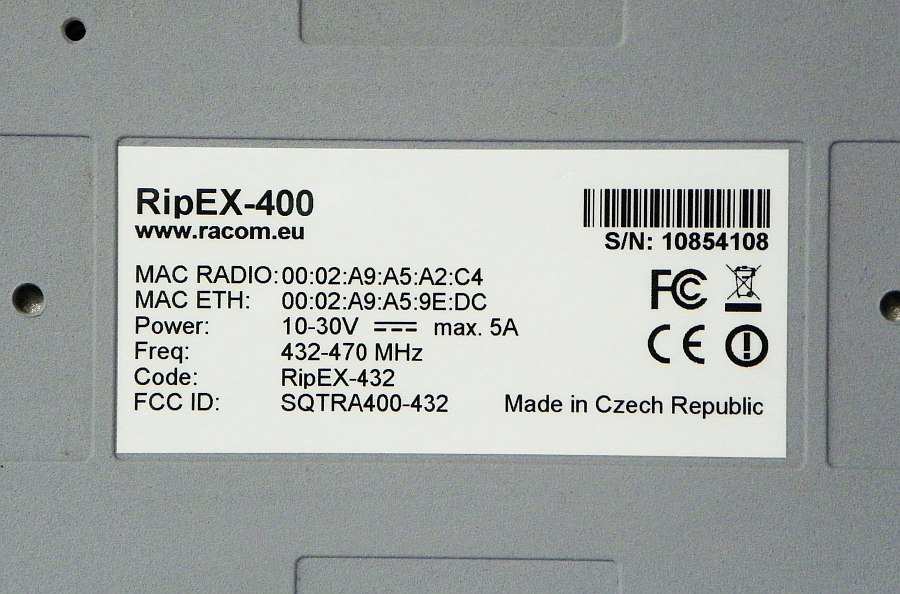 RipEX-400
www.racom.eu
S/N: 10854108
MAC RADIO: 00:02:A9:A5:A2:C4
MAC ETH: 00:02:A9:A5:9E:DC
Power: 10-30V max. 5A
Freq: 432-470 MHz
Code: RipEX-432
FCC ID: SQTRA400-432
FC
CE
Made in Czech Republic